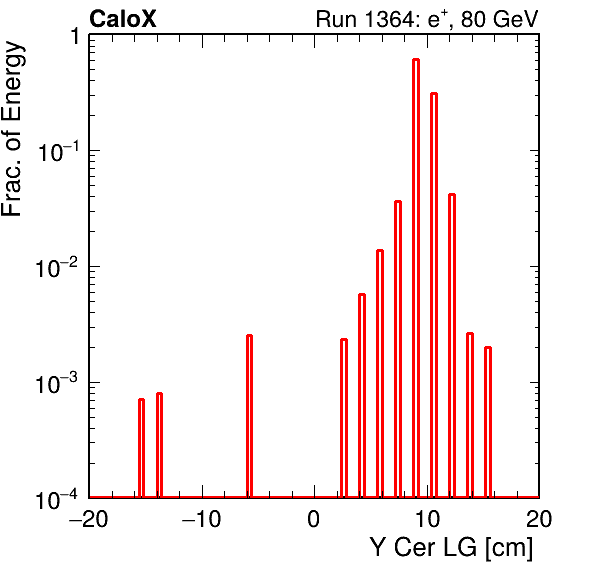 CaloX Run 1364: e⁺, 80 GeV
Frac. of Energy
1
10⁻¹
10⁻²
10⁻³
10⁻⁴
−20 −10 0 10 20
Y Cer LG [cm]